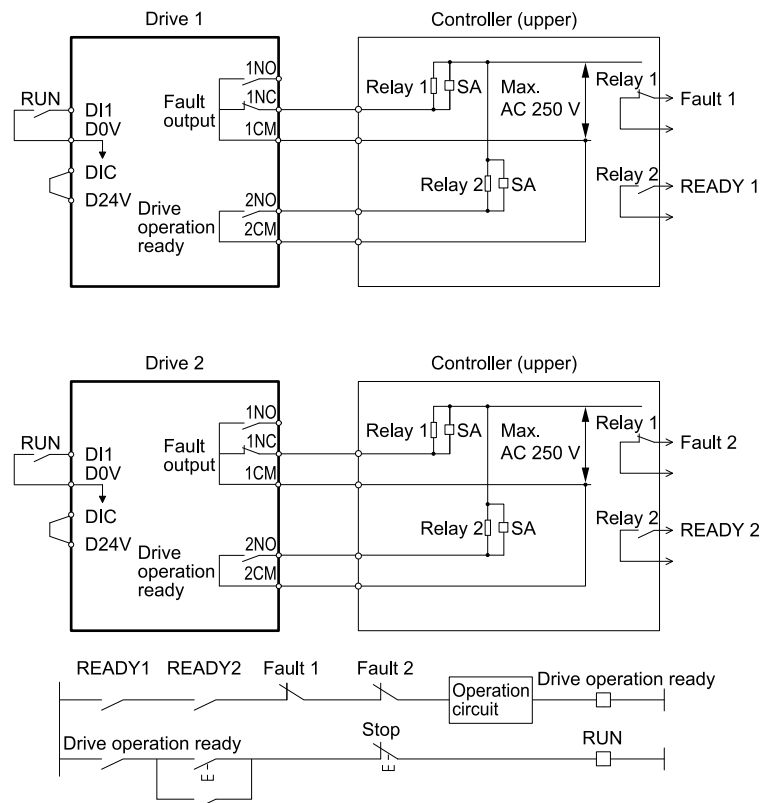 Drive 1
Controller (upper)
RUN
DI1
D0V
DIC
D24V
Fault
output
1NO
1NC
1CM
Drive
operation
ready
2NO
2CM
Relay 1
SA
Max.
AC 250 V
Relay 2
SA
Relay 1
Fault 1
Relay 2
READY 1
Drive 2
Controller (upper)
RUN
DI1
D0V
DIC
D24V
Fault
output
1NO
1NC
1CM
Drive
operation
ready
2NO
2CM
Relay 1
SA
Max.
AC 250 V
Relay 2
SA
Relay 1
Fault 2
Relay 2
READY 2
READY1
READY2
Fault 1
Fault 2
Operation
circuit
Drive operation ready
Drive operation ready
Stop
RUN